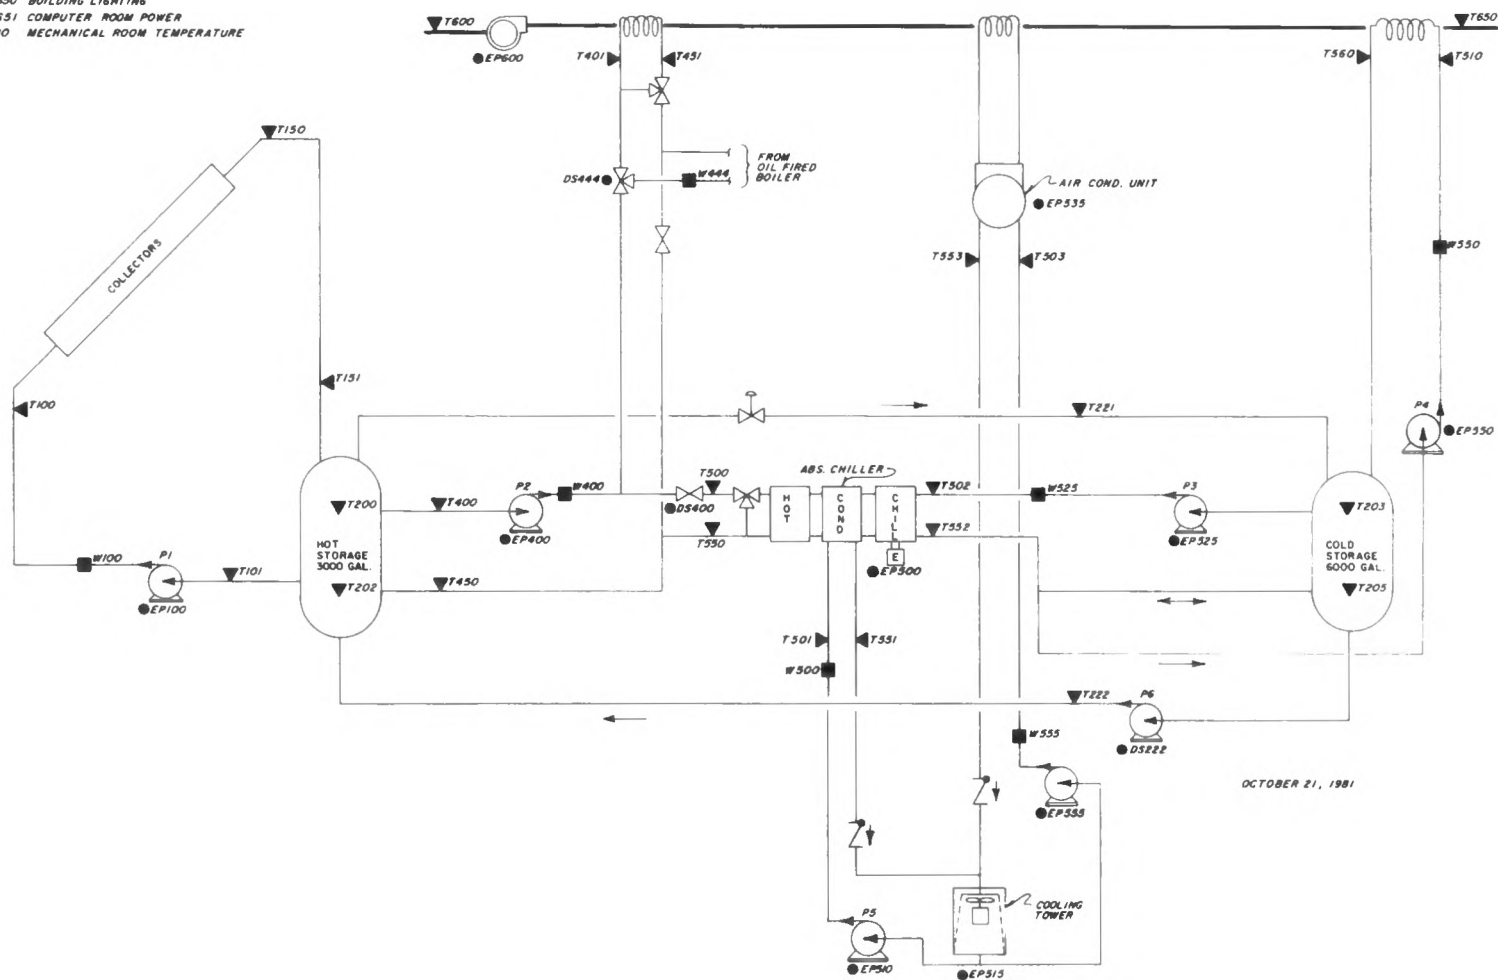 BUILDING LIGHTING
651 COMPUTER ROOM POWER
MECHANICAL ROOM TEMPERATURE
T600
EP600
T401
T451
T560
T510
T650
T150
FROM
OIL FIRED
BOILER
DS444
W444
AIR COND. UNIT
EP535
COLLECTORS
T553
T503
W550
T100
T151
T221
P4
EP550
ABS. CHILLER
T200
T400
P2
W400
T500
DS400
HOT
COND
CHILL
T502
W525
P3
T203
EP400
T550
E
T552
EP525
HOT
STORAGE
3000 GAL.
COLD
STORAGE
6000 GAL.
W100
P1
T101
EP100
T202
T450
EP500
T205
T501
T551
W500
T222
P6
DS222
W555
OCTOBER 21, 1981
EP555
COOLING
TOWER
P5
EP510
EP515